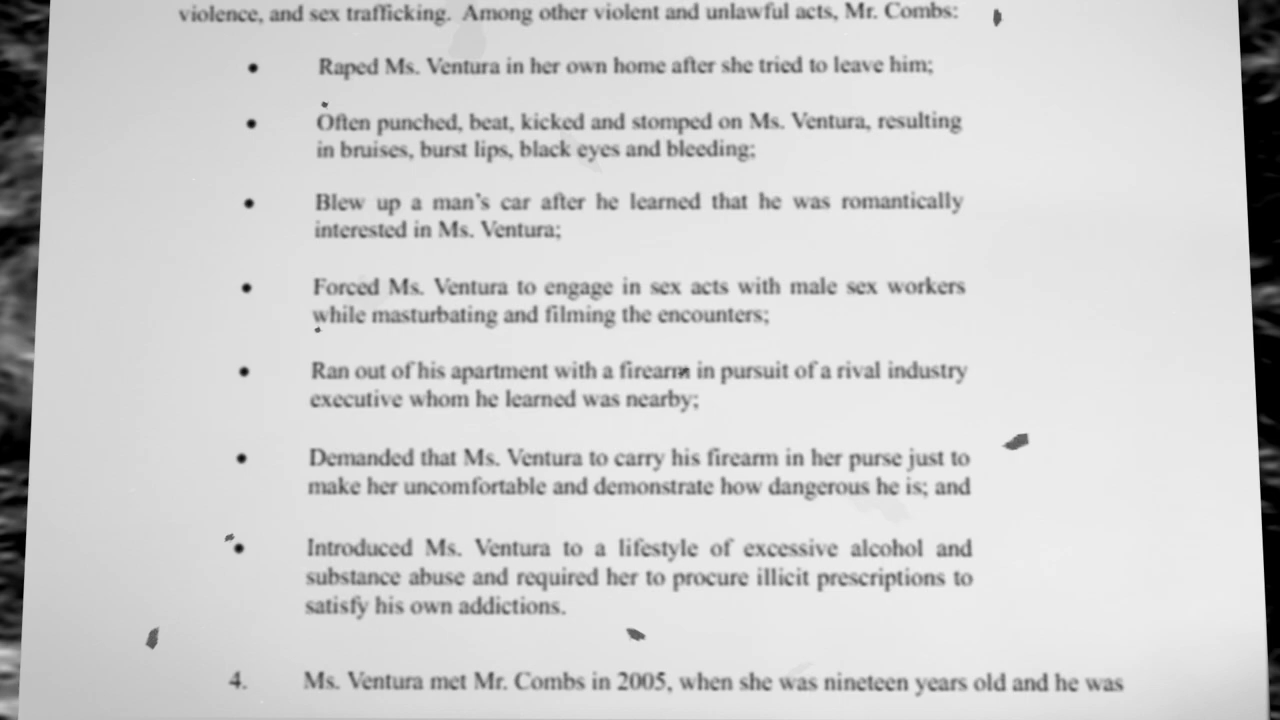 violence, and sex trafficking. Among other violent and unlawful acts, Mr. Combs:
• Raped Ms. Ventura in her own home after she tried to leave him;
• Often punched, beat, kicked and stomped on Ms. Ventura, resulting
in bruises, burst lips, black eyes and bleeding;
• Blew up a man's car after he learned that he was romantically
interested in Ms. Ventura;
• Forced Ms. Ventura to engage in sex acts with male sex workers
while masturbating and filming the encounters;
• Ran out of his apartment with a firearm in pursuit of a rival industry
executive whom he learned was nearby;
• Demanded that Ms. Ventura to carry his firearm in her purse just to
make her uncomfortable and demonstrate how dangerous he is; and
• Introduced Ms. Ventura to a lifestyle of excessive alcohol and
substance abuse and required her to procure illicit prescriptions to
satisfy his own addictions.
4. Ms. Ventura met Mr. Combs in 2005, when she was nineteen years old and he was